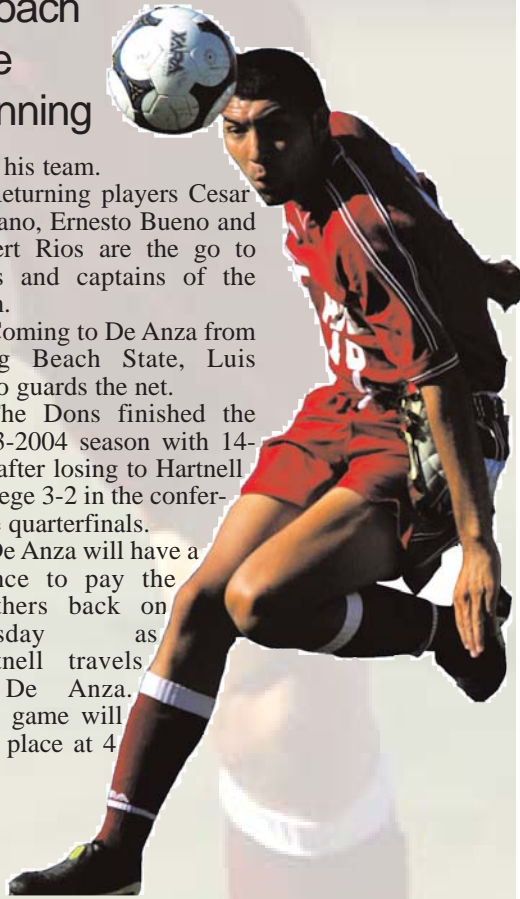 oach
e
nning
his team.
eturning players Cesar
ano, Ernesto Bueno and
ert Rios are the go to
s and captains of the
n.
Coming to De Anza from
g Beach State, Luis
o guards the net.
The Dons finished the
3-2004 season with 14-
after losing to Hartnell
ege 3-2 in the confer-
e quarterfinals.
De Anza will have a
nce to pay the
thers back on
sday as
tnell travels
De Anza.
game will
place at 4
XARA